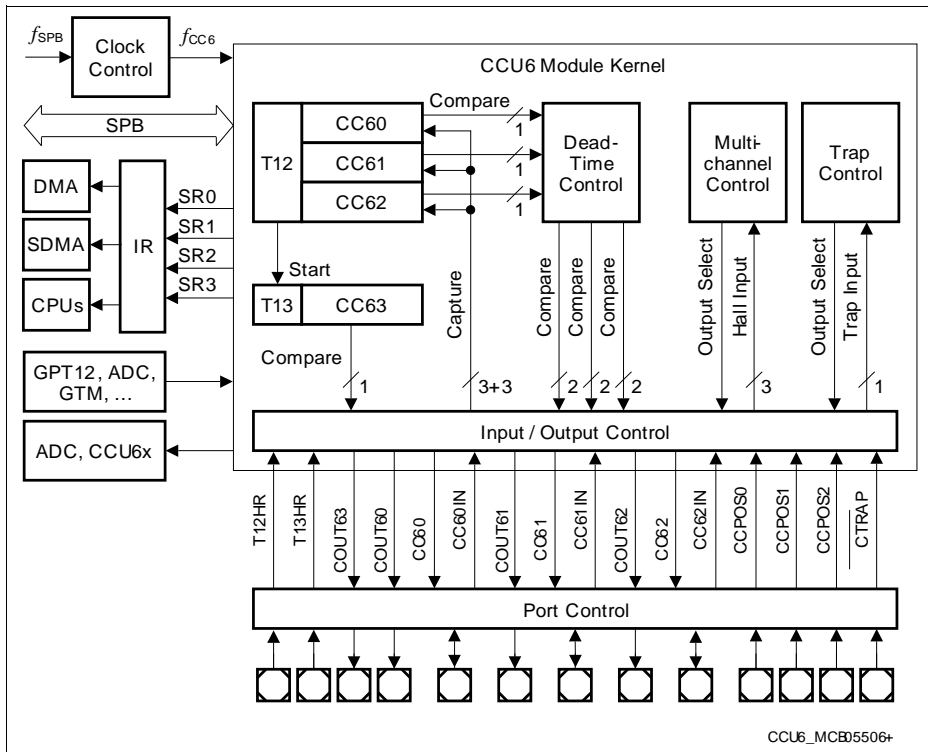 fSPB
Clock
Control
fCC6
CCU6 Module Kernel
SPB
DMA
SDMA
CPUs
IR
SR0
SR1
SR2
SR3
GPT12, ADC,
GTM, ...
ADC, CCU6x
T12
CC60
CC61
CC62
Compare
1
1
1
Dead-
Time
Control
Multi-
channel
Control
Trap
Control
Start
T13
CC63
Compare
1
Capture
3+3
Compare
Compare
Compare
2
2
2
Output Select
Hall Input
3
Output Select
Trap Input
1
Input / Output Control
T12HR
T13HR
COUT63
COUT60
CC60
CC60IN
COUT61
CC61
CC61IN
COUT62
CC62
CC62IN
CCPOS0
CCPOS1
CCPOS2
CTRAP
Port Control
CCU6_MCB05506+